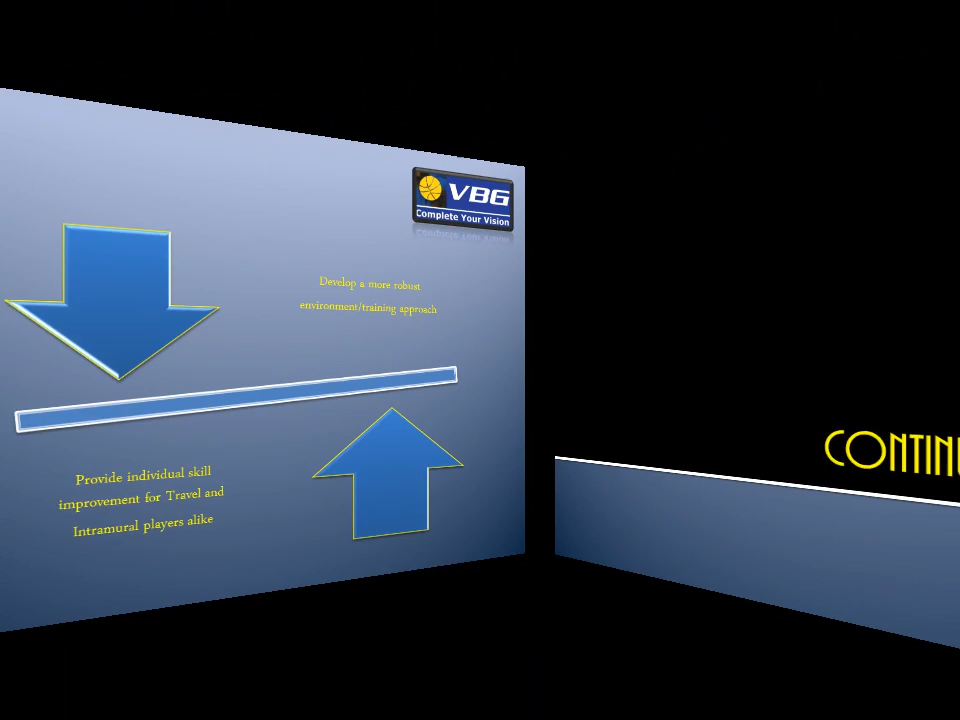 VBG
Complete Your Vision
Develop a more robust
environment/training approach
Provide individual skill
improvement for Travel and
Intramural players alike